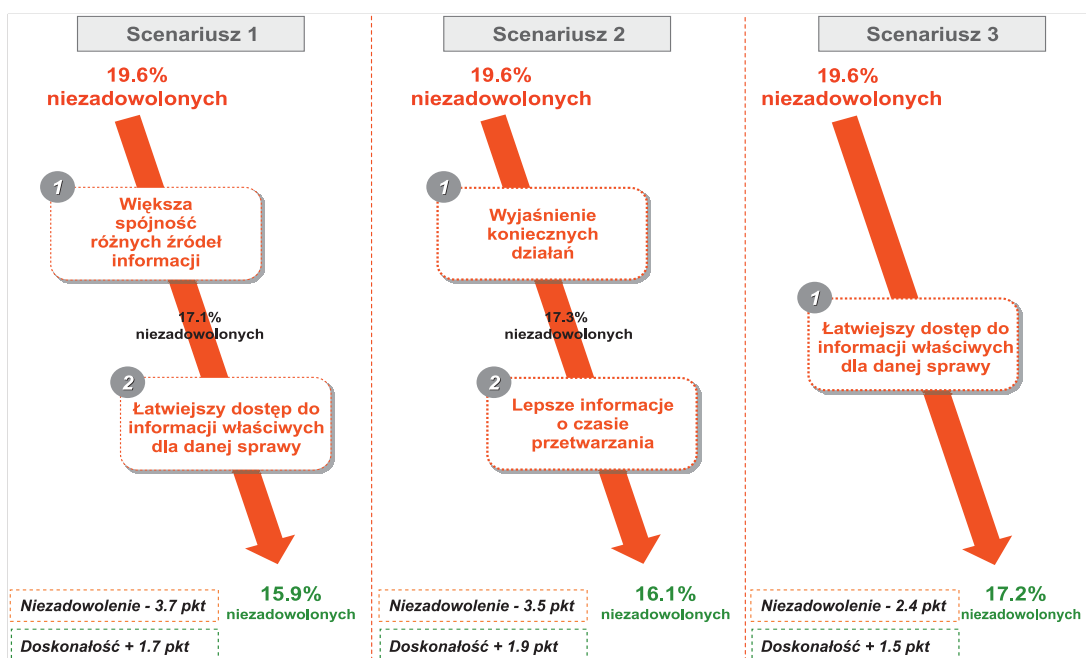 Scenariusz 1
19.6%
niezadowolonych
1
Większa
spójność
różnych źródeł
informacji
17.1%
niezadowolonych
2
Łatwiejszy dostęp do
informacji właściwych
dla danej sprawy
15.9%
niezadowolonych
Niezadowolenie - 3.7 pkt
Doskonałość + 1.7 pkt
Scenariusz 2
19.6%
niezadowolonych
1
Wyjaśnienie
koniecznych
działań
17.3%
niezadowolonych
2
Lepsze informacje
o czasie
przetwarzania
16.1%
niezadowolonych
Niezadowolenie - 3.5 pkt
Doskonałość + 1.9 pkt
Scenariusz 3
19.6%
niezadowolonych
1
Łatwiejszy dostęp do
informacji właściwych
dla danej sprawy
17.2%
niezadowolonych
Niezadowolenie - 2.4 pkt
Doskonałość + 1.5 pkt